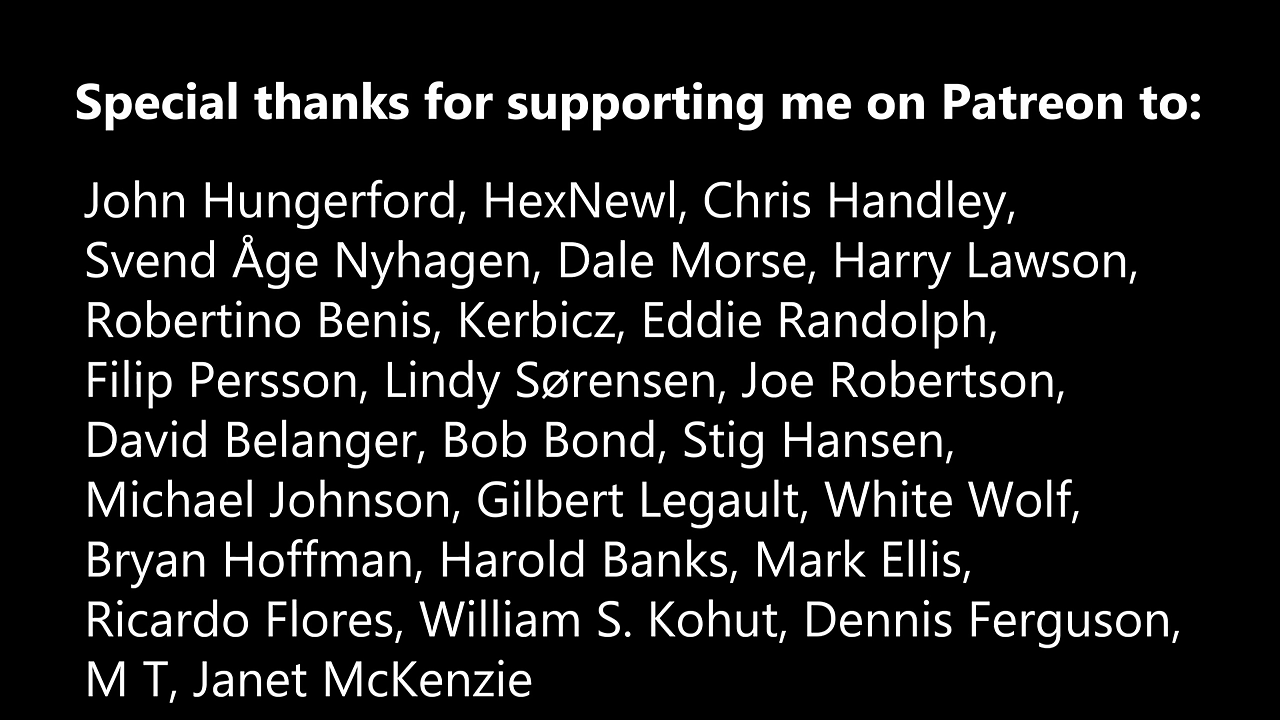 Special thanks for supporting me on Patreon to:
John Hungerford, HexNewl, Chris Handley,
Svend Åge Nyhagen, Dale Morse, Harry Lawson,
Robertino Benis, Kerbicz, Eddie Randolph,
Filip Persson, Lindy Sørensen, Joe Robertson,
David Belanger, Bob Bond, Stig Hansen,
Michael Johnson, Gilbert Legault, White Wolf,
Bryan Hoffman, Harold Banks, Mark Ellis,
Ricardo Flores, William S. Kohut, Dennis Ferguson,
M T, Janet McKenzie